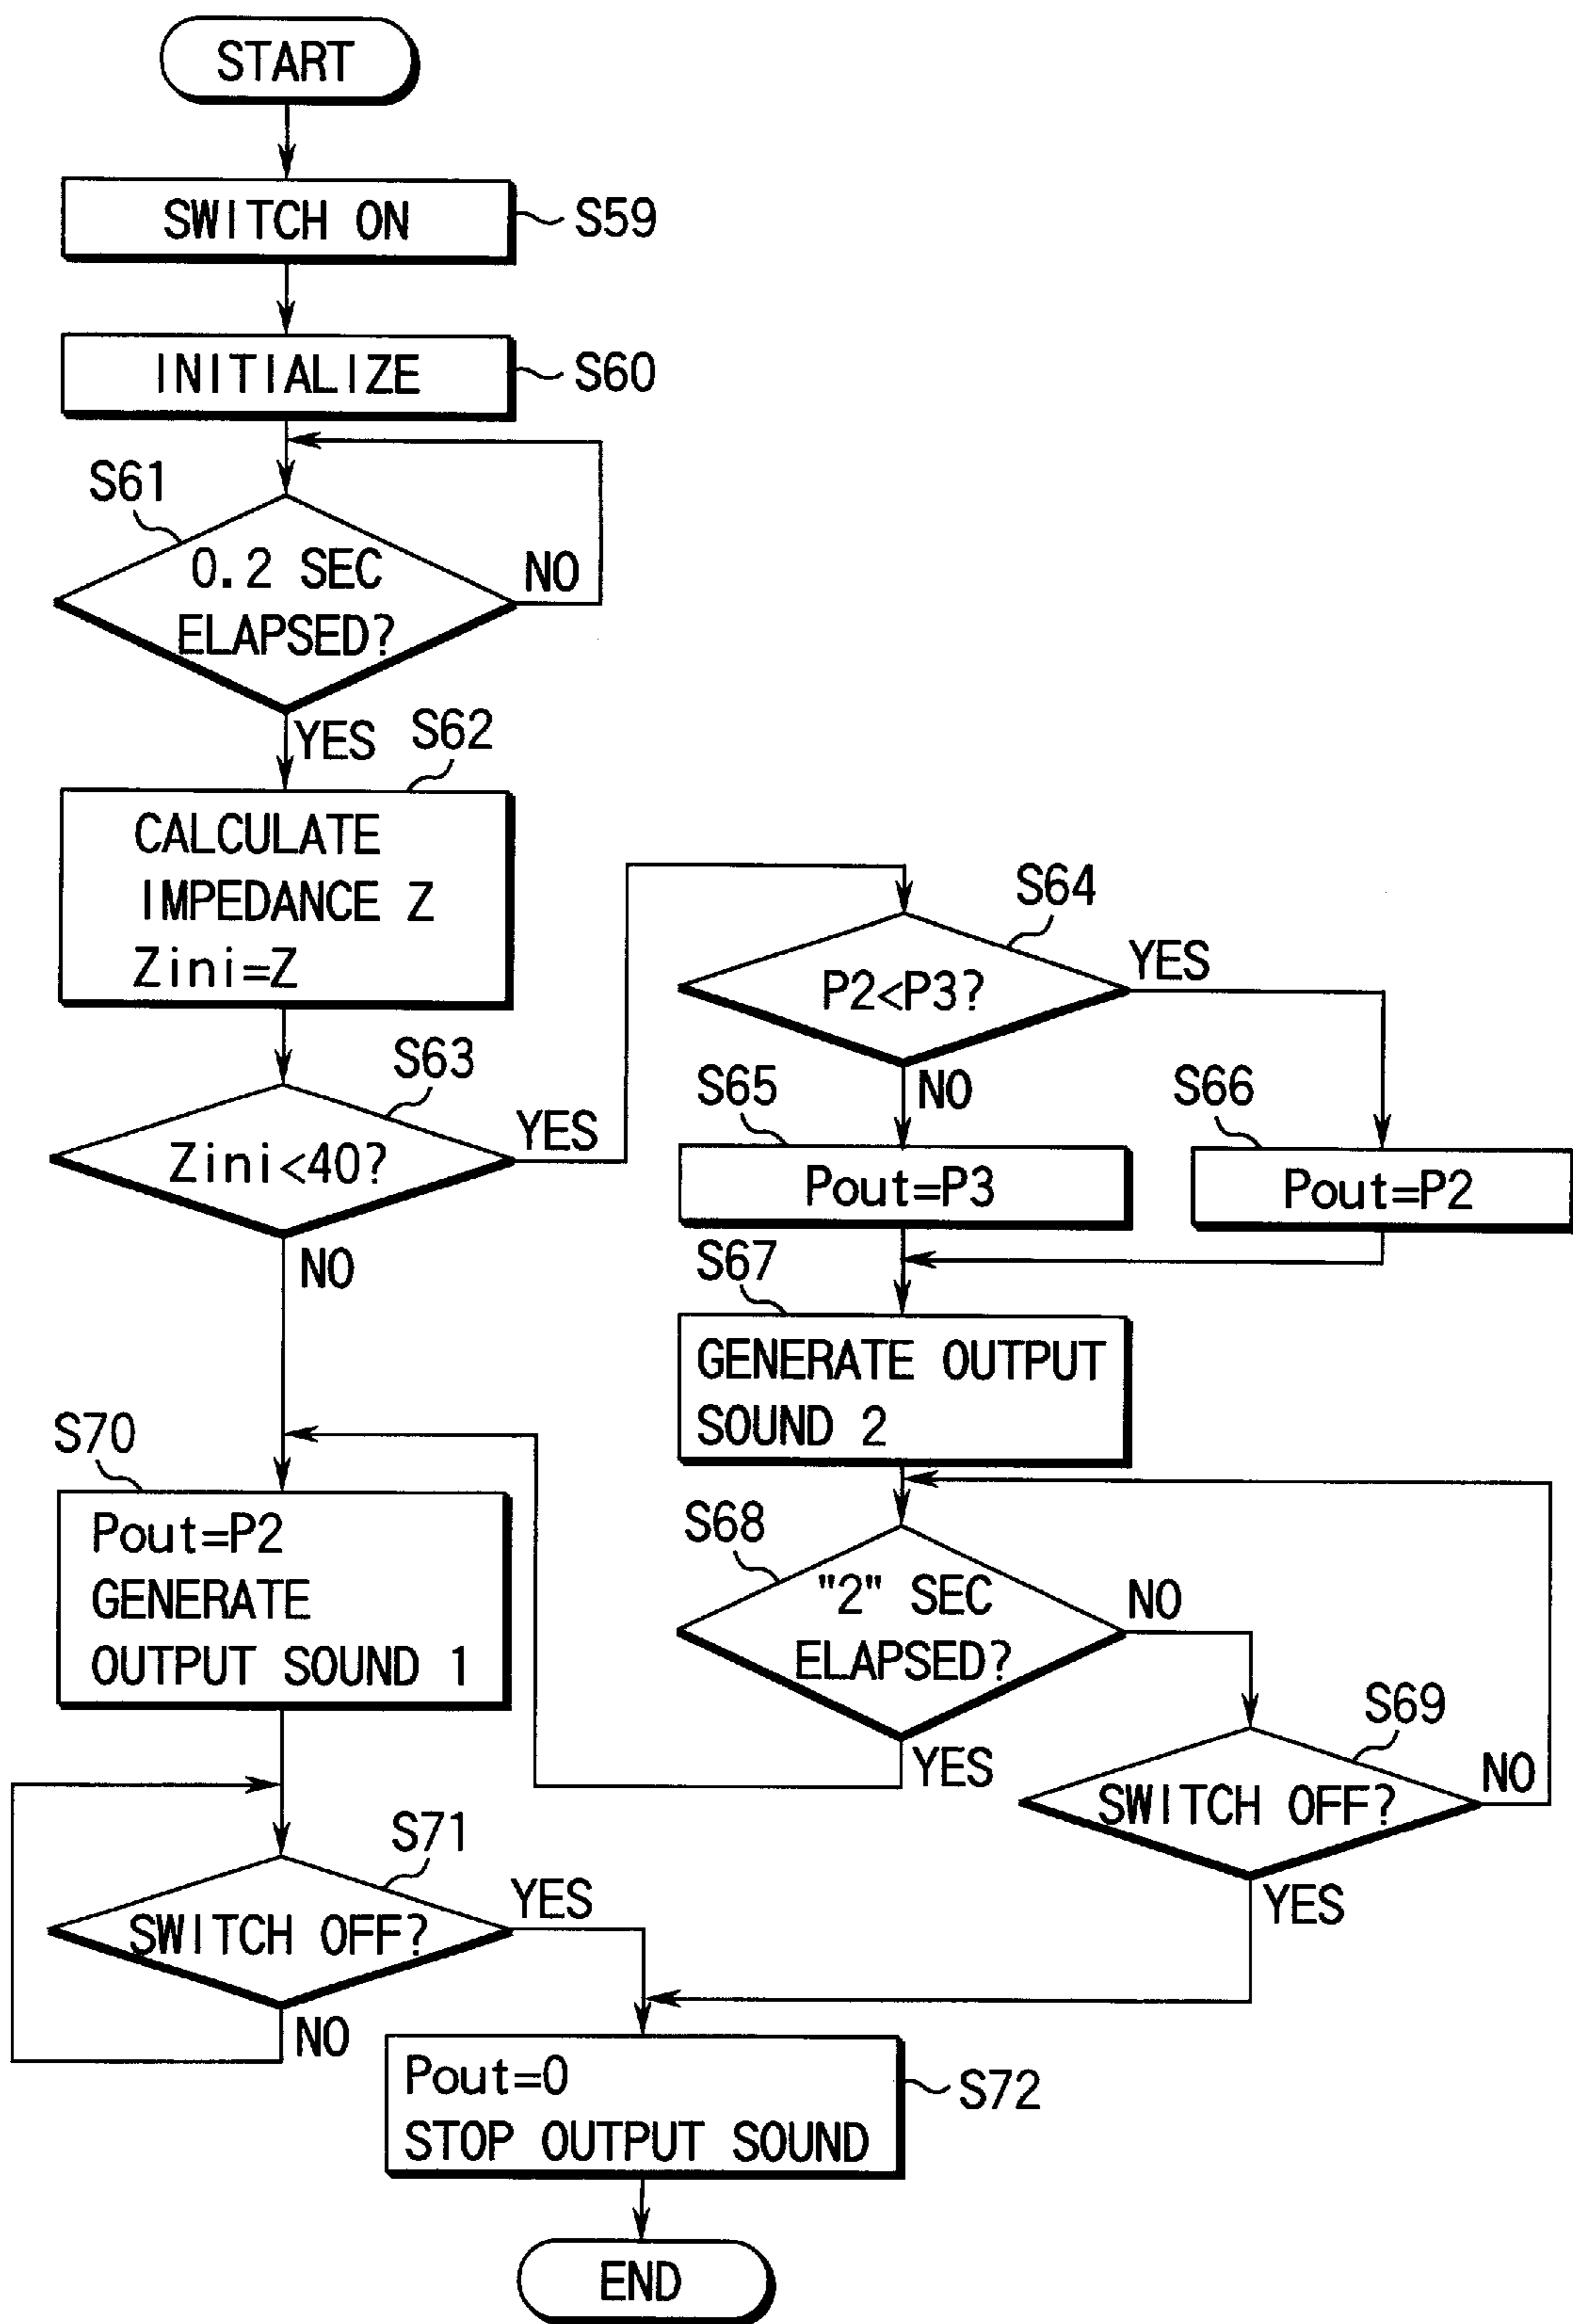 START
SWITCH ON
S59
INITIALIZE
S60
S61
0.2 SEC
ELAPSED?
NO
YES
S62
CALCULATE
IMPEDANCE Z
Zini=Z
S63
Zini<40?
YES
NO
S64
P2<P3?
YES
NO
S65
Pout=P3
S66
Pout=P2
S67
GENERATE OUTPUT
SOUND 2
S68
"2" SEC
ELAPSED?
NO
YES
S69
SWITCH OFF?
NO
YES
S70
Pout=P2
GENERATE
OUTPUT SOUND 1
S71
SWITCH OFF?
YES
NO
Pout=0
STOP OUTPUT SOUND
S72
END